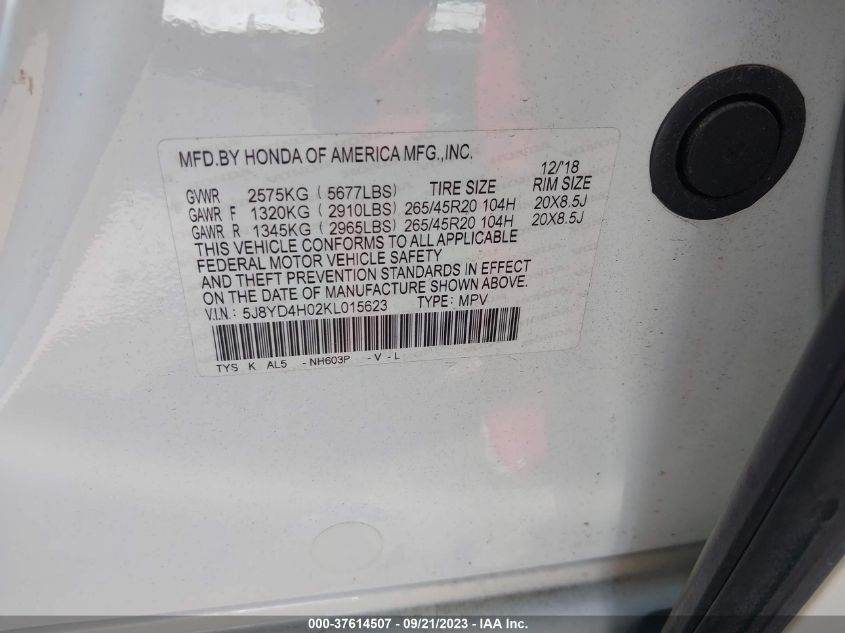 MFD.BY HONDA OF AMERICA MFG.,INC.
12/'18
GVWR 2575KG ( 5677LBS) TIRE SIZE RIM SIZE
GAWR F 1320KG ( 2910LBS) 265/45R20 104H 20X8.5J
GAWR R 1345KG ( 2965LBS) 265/45R20 104H 20X8.5J
THIS VEHICLE CONFORMS TO ALL APPLICABLE
FEDERAL MOTOR VEHICLE SAFETY
AND THEFT PREVENTION STANDARDS IN EFFECT
ON THE DATE OF MANUFACTURE SHOWN ABOVE.
V.I.N.: 5J8YD4H02KL015623 TYPE: MPV
TYS K AL5 -NH603P -V-L
000-37614507 - 09/21/2023 - IAA Inc.